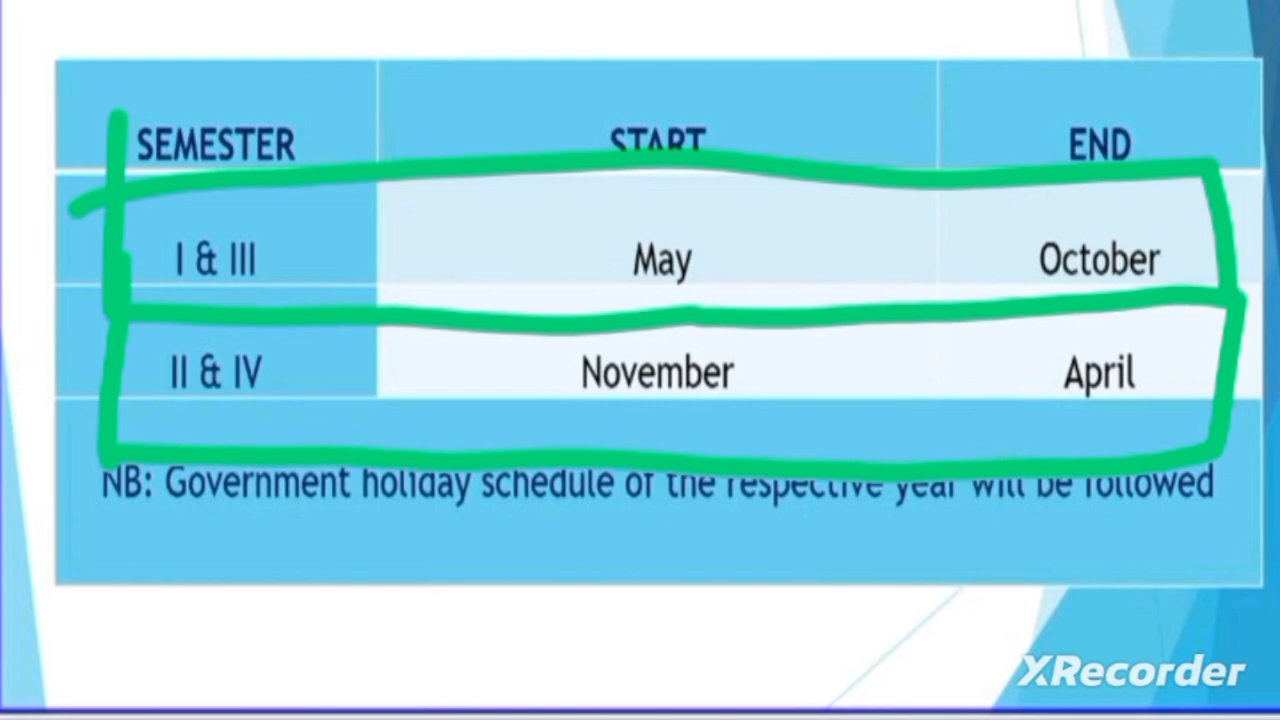 SEMESTER START END
I & III May October
II & IV November April
NB: Government holiday schedule of the respective year will be followed
XRecorder